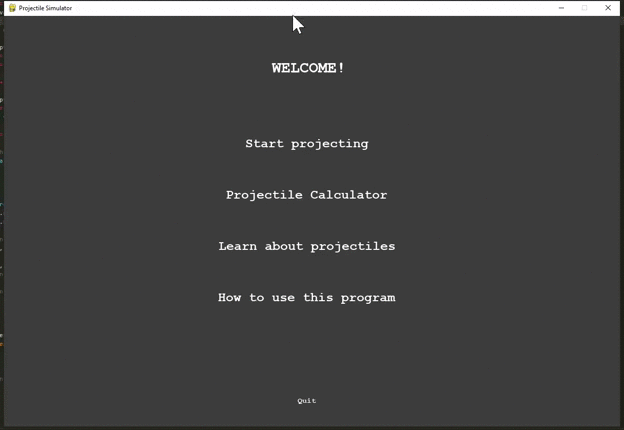 Projectile Simulator
WELCOME!
Start projecting
Projectile Calculator
Learn about projectiles
How to use this program
Quit